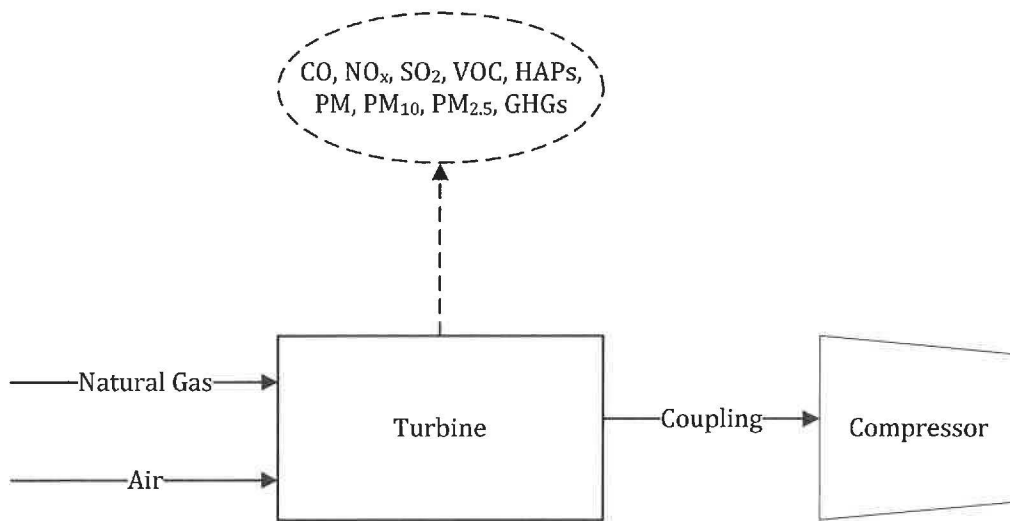 CO, NOₓ, SO₂, VOC, HAPs,
PM, PM₁₀, PM₂.₅, GHGs
Natural Gas
Air
Turbine
Coupling
Compressor